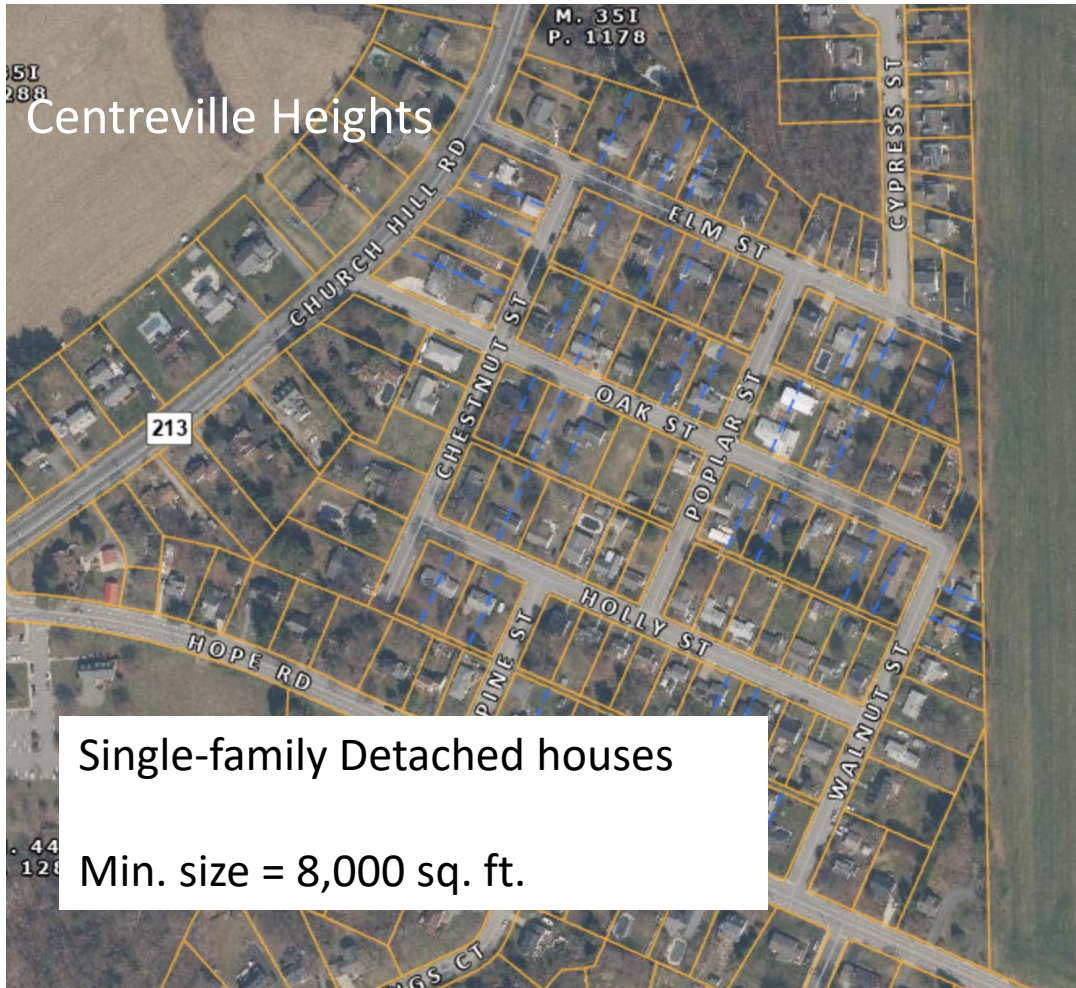 M. 35I
P. 1178
5I
288
Centreville Heights
CYPRESS ST
CHURCH HILL RD
ELM ST
CHESTNUT ST
OAK ST
POPLAR ST
213
HOLLY ST
HOPE RD
PINE ST
WALNUT ST
Single-family Detached houses
Min. size = 8,000 sq. ft.
. 44
128
GS CT